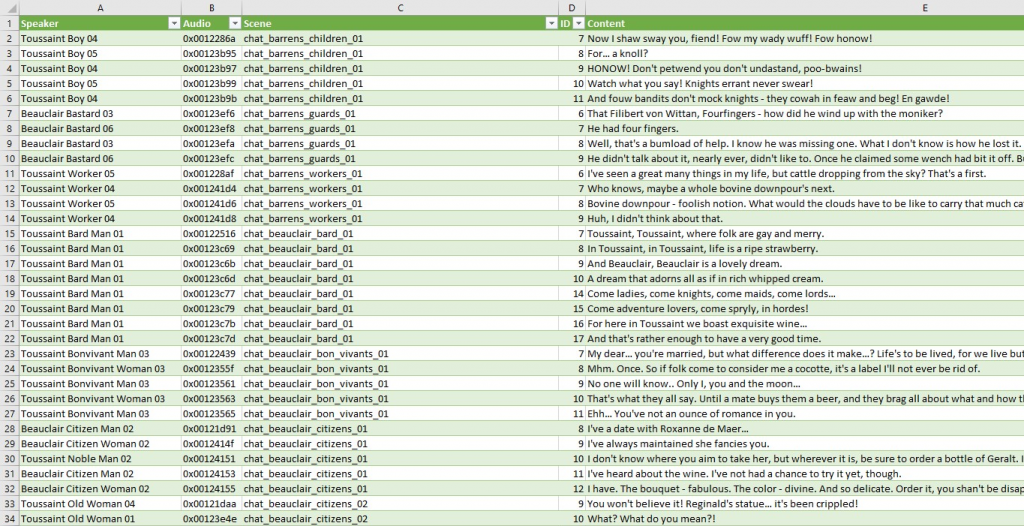 A B C D E
1 Speaker Audio Scene ID Content
2 Toussaint Boy 04 0x0012286a chat_barrens_children_01 7 Now I shaw sway you, fiend! Fow my wady wuff! Fow honow!
3 Toussaint Boy 05 0x00123b95 chat_barrens_children_01 8 For... a knoll?
4 Toussaint Boy 04 0x00123b97 chat_barrens_children_01 9 HONOW! Don't petwend you don't undastand, poo-bwains!
5 Toussaint Boy 05 0x00123b99 chat_barrens_children_01 10 Watch what you say! Knights errant never swear!
6 Toussaint Boy 04 0x00123b9b chat_barrens_children_01 11 And fouw bandits don't mock knights - they cowah in feaw and beg! En gawde!
7 Beauclair Bastard 03 0x00123ef6 chat_barrens_guards_01 6 That Filibert von Wittan, Fourfingers - how did he wind up with the moniker?
8 Beauclair Bastard 06 0x00123ef8 chat_barrens_guards_01 7 He had four fingers.
9 Beauclair Bastard 03 0x00123efa chat_barrens_guards_01 8 Well, that's a bumload of help. I know he was missing one. What I don't know is how he lost it.
10 Beauclair Bastard 06 0x00123efc chat_barrens_guards_01 9 He didn't talk about it, nearly ever, didn't like to. Once he claimed some wench had bit it off. Bu
11 Toussaint Worker 05 0x001228af chat_barrens_workers_01 6 I've seen a great many things in my life, but cattle dropping from the sky? That's a first.
12 Toussaint Worker 04 0x001241d4 chat_barrens_workers_01 7 Who knows, maybe a whole bovine downpour's next.
13 Toussaint Worker 05 0x001241d6 chat_barrens_workers_01 8 Bovine downpour - foolish notion. What would the clouds have to be like to carry that much cat
14 Toussaint Worker 04 0x001241d8 chat_barrens_workers_01 9 Huh, I didn't think about that.
15 Toussaint Bard Man 01 0x00122516 chat_beauclair_bard_01 7 Toussaint, Toussaint, where folk are gay and merry.
16 Toussaint Bard Man 01 0x00123c69 chat_beauclair_bard_01 8 In Toussaint, in Toussaint, life is a ripe strawberry.
17 Toussaint Bard Man 01 0x00123c6b chat_beauclair_bard_01 9 And Beauclair, Beauclair is a lovely dream.
18 Toussaint Bard Man 01 0x00123c6d chat_beauclair_bard_01 10 A dream that adorns all as if in rich whipped cream.
19 Toussaint Bard Man 01 0x00123c77 chat_beauclair_bard_01 14 Come ladies, come knights, come maids, come lords...
20 Toussaint Bard Man 01 0x00123c79 chat_beauclair_bard_01 15 Come adventure lovers, come spryly, in hordes!
21 Toussaint Bard Man 01 0x00123c7b chat_beauclair_bard_01 16 For here in Toussaint we boast exquisite wine...
22 Toussaint Bard Man 01 0x00123c7d chat_beauclair_bard_01 17 And that's rather enough to have a very good time.
23 Toussaint Bonvivant Man 03 0x00122439 chat_beauclair_bon_vivants_01 7 My dear... you're married, but what difference does it make...? Life's to be lived, for we live but
24 Toussaint Bonvivant Woman 03 0x0012355f chat_beauclair_bon_vivants_01 8 Mhm. Once. So if folk come to consider me a cocotte, it's a label I'll not ever be rid of.
25 Toussaint Bonvivant Man 03 0x00123561 chat_beauclair_bon_vivants_01 9 No one will know.. Only I, you and the moon...
26 Toussaint Bonvivant Woman 03 0x00123563 chat_beauclair_bon_vivants_01 10 That's what they all say. Until a mate buys them a beer, and they brag all about what and how th
27 Toussaint Bonvivant Man 03 0x00123565 chat_beauclair_bon_vivants_01 11 Ehh... You've not an ounce of romance in you.
28 Beauclair Citizen Man 02 0x00121d91 chat_beauclair_citizens_01 8 I've a date with Roxanne de Maer...
29 Beauclair Citizen Woman 02 0x0012414f chat_beauclair_citizens_01 9 I've always maintained she fancies you.
30 Toussaint Noble Man 02 0x00124151 chat_beauclair_citizens_01 10 I don't know where you aim to take her, but wherever it is, be sure to order a bottle of Geralt. I
31 Beauclair Citizen Man 02 0x00124153 chat_beauclair_citizens_01 11 I've heard about the wine. I've not had a chance to try it yet, though.
32 Beauclair Citizen Woman 02 0x00124155 chat_beauclair_citizens_01 12 I have. The bouquet - fabulous. The color - divine. And so delicate. Order it, you shan't be disap
33 Toussaint Old Woman 04 0x00121daa chat_beauclair_citizens_02 9 You won't believe it! Reginald's statue... it's been crippled!
34 Toussaint Old Woman 01 0x00123e4e chat_beauclair_citizens_02 10 What? What do you mean?!